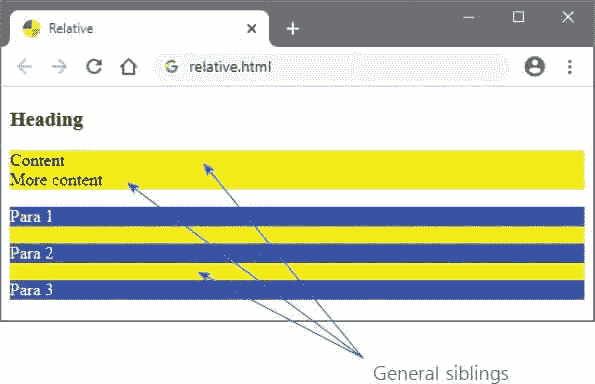 Relative
relative.html
Heading
Content
More content
Para 1
Para 2
Para 3
General siblings